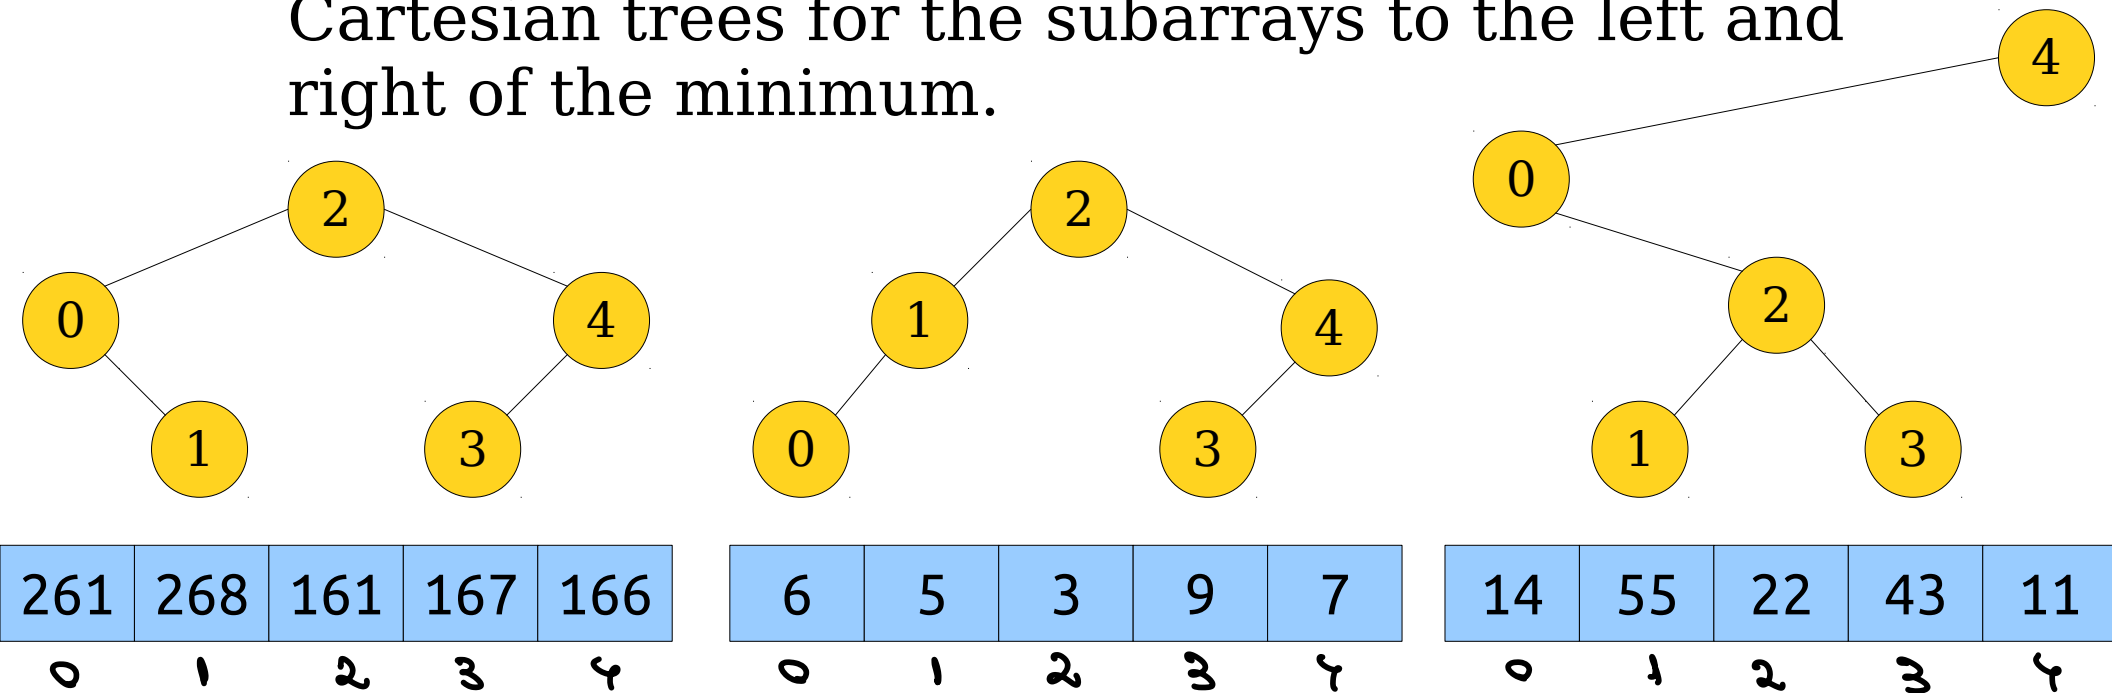 Cartesian trees for the subarrays to the left and
right of the minimum.
4
0
2 2
0 4 1 4 2
1 3 0 3 1 3
261 268 161 167 166 6 5 3 9 7 14 55 22 43 11
0 1 2 3 4 0 1 2 3 4 0 1 2 3 4